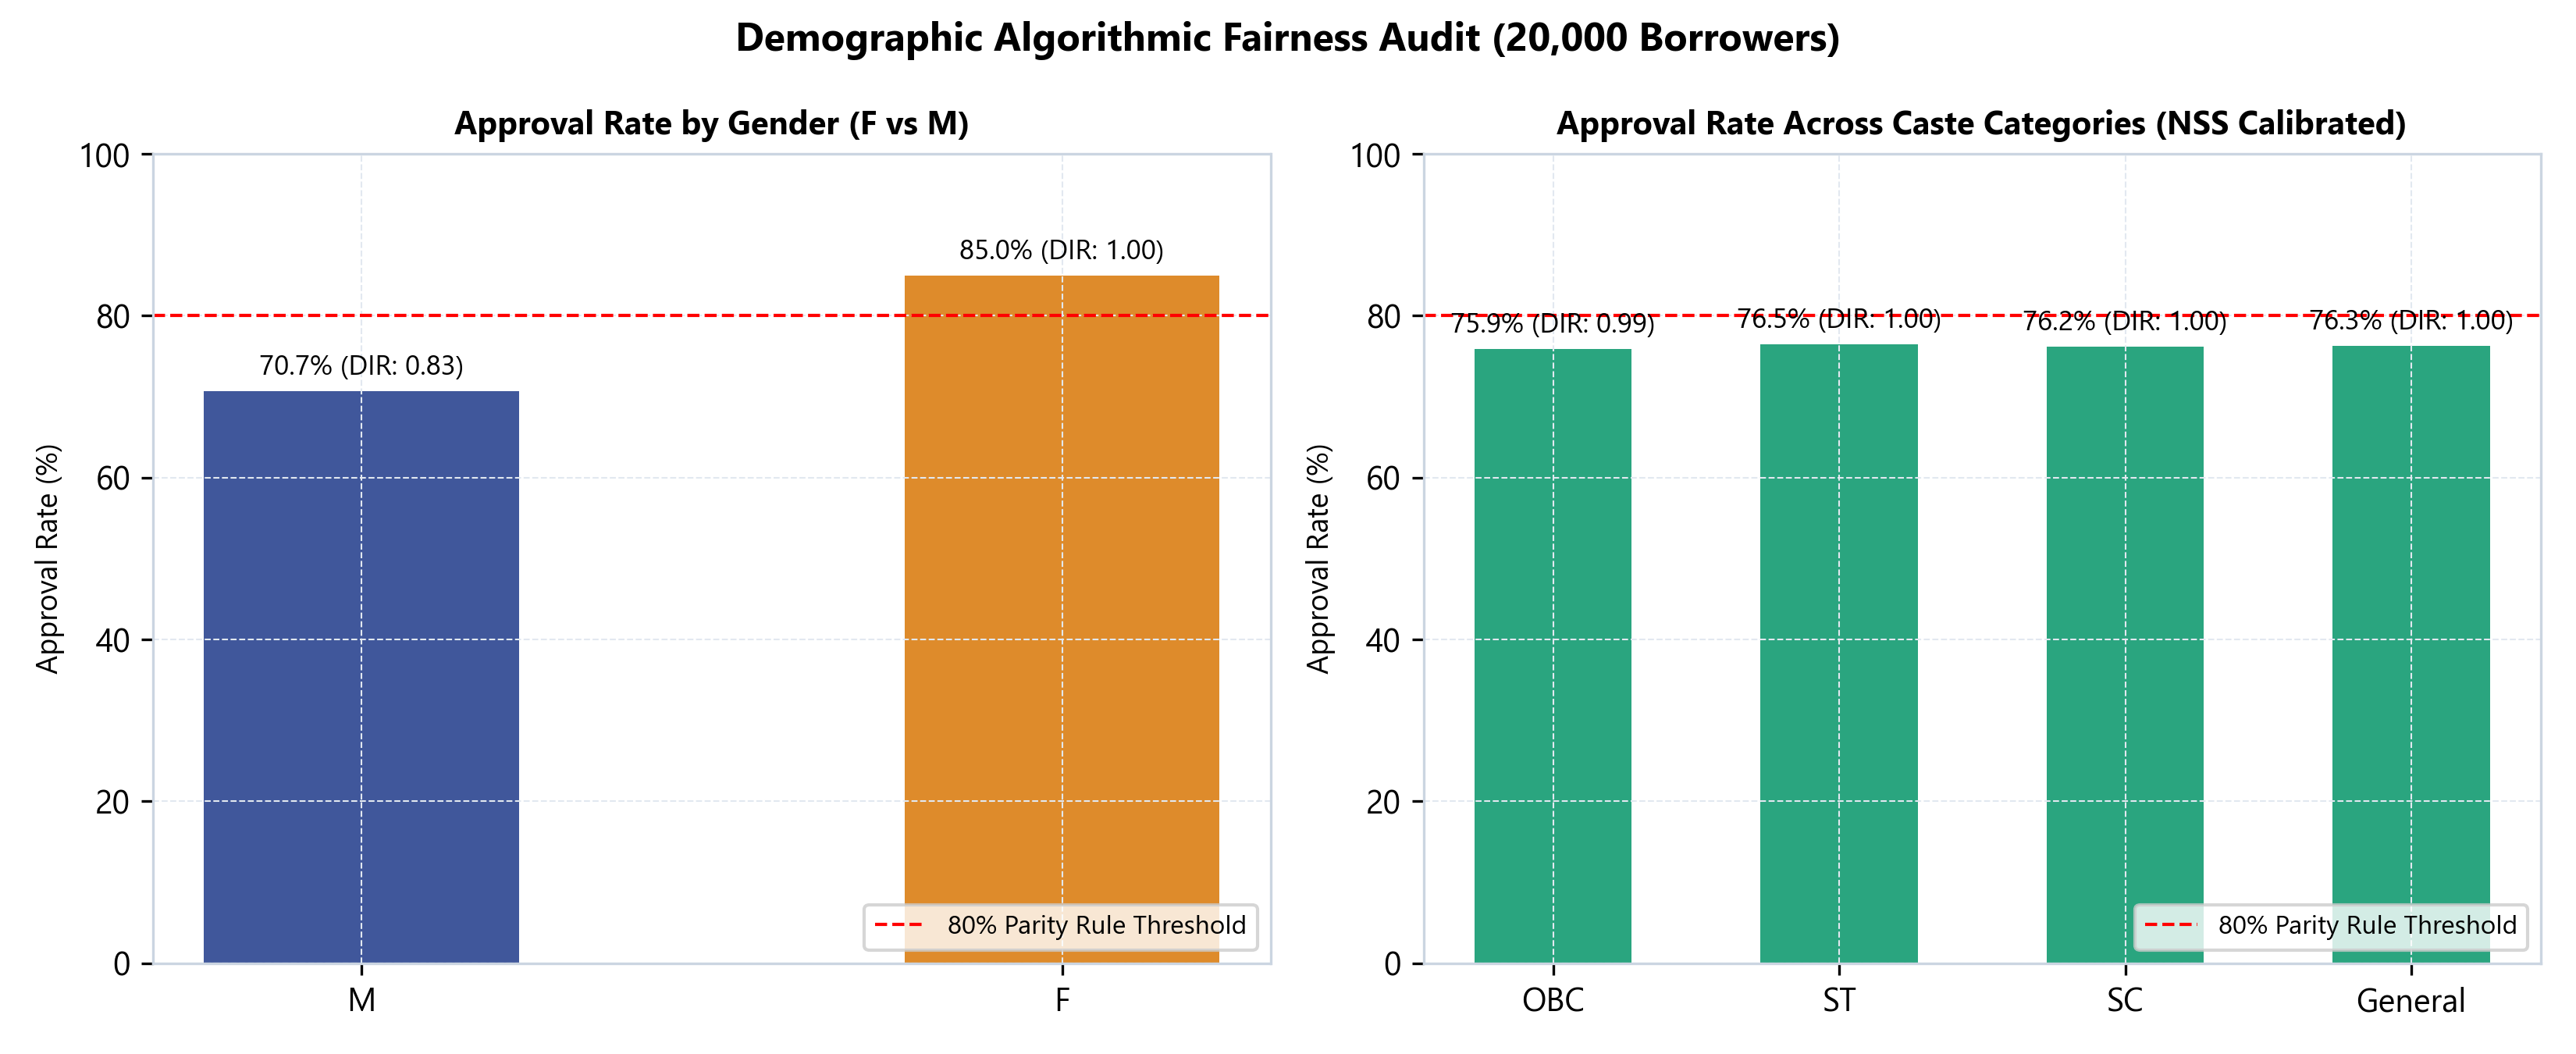 Demographic Algorithmic Fairness Audit (20,000 Borrowers)
Approval Rate by Gender (F vs M)
Approval Rate (%)
100
80
60
40
20
0
85.0% (DIR: 1.00)
70.7% (DIR: 0.83)
80% Parity Rule Threshold
M
F
Approval Rate Across Caste Categories (NSS Calibrated)
Approval Rate (%)
100
80
60
40
20
0
75.9% (DIR: 0.99)
76.5% (DIR: 1.00)
76.2% (DIR: 1.00)
76.3% (DIR: 1.00)
80% Parity Rule Threshold
OBC
ST
SC
General